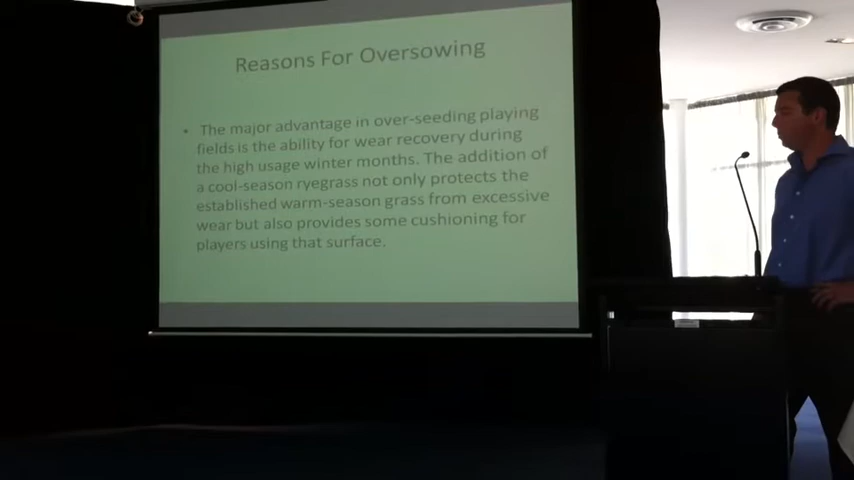 Reasons For Oversowing
• The major advantage in over-seeding playing
fields is the ability for wear recovery during
the high usage winter months. The addition of
a cool-season ryegrass not only protects the
established warm-season grass from excessive
wear but also provides some cushioning for
players using that surface.